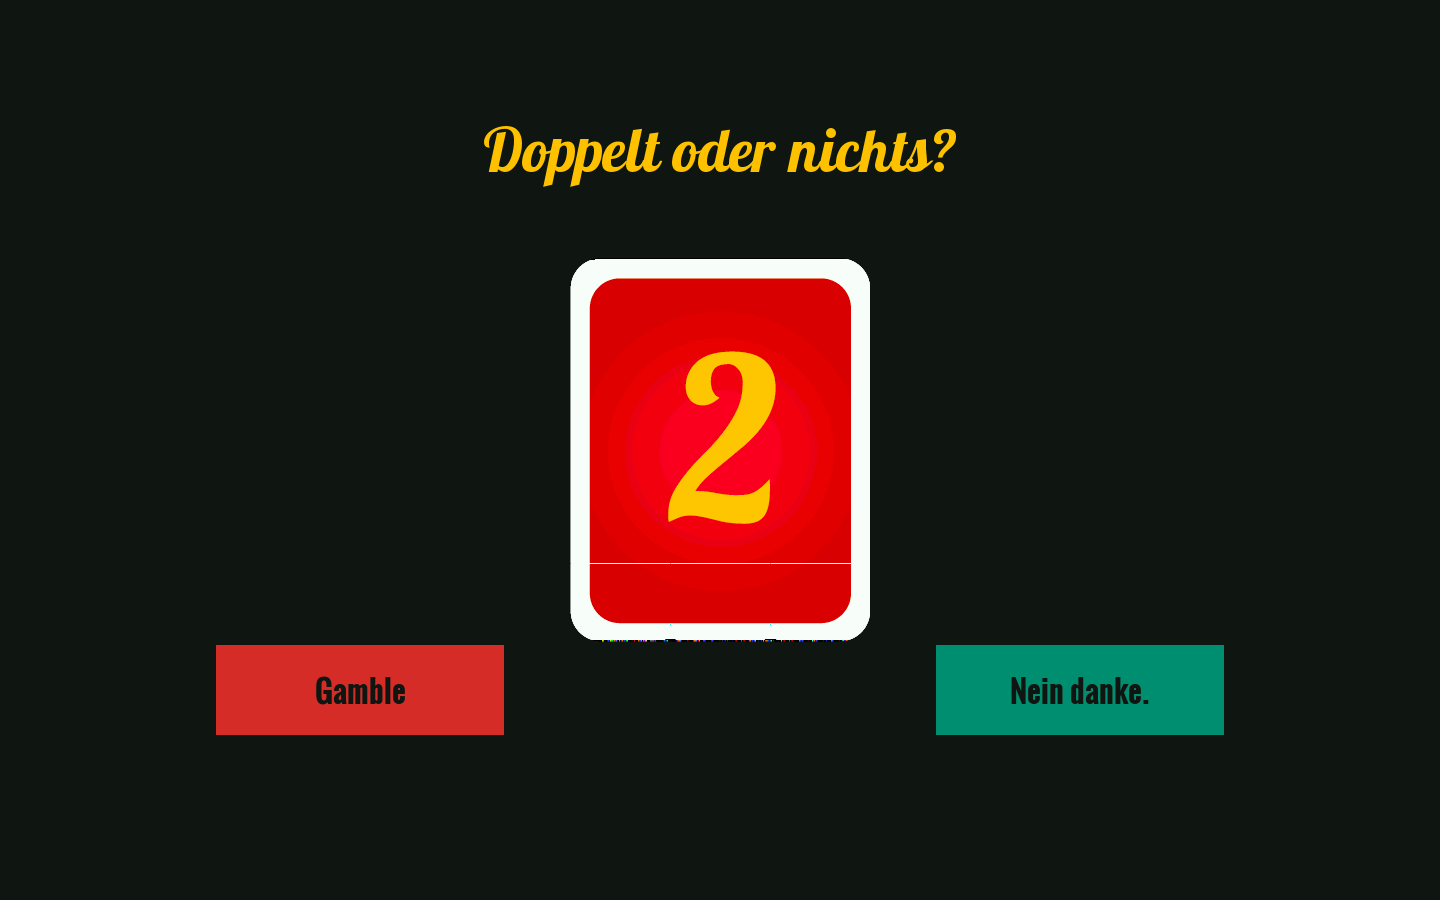 Doppelt oder nichts?
2
Gamble
Nein danke.